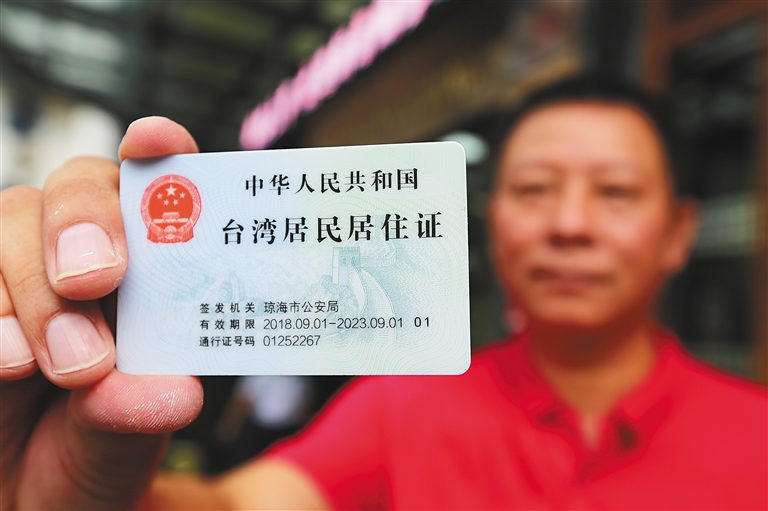 中华人民共和国
台湾居民居住证
签发机关 琼海市公安局
有效期限 2018.09.01-2023.09.01 01
通行证号码 01252267